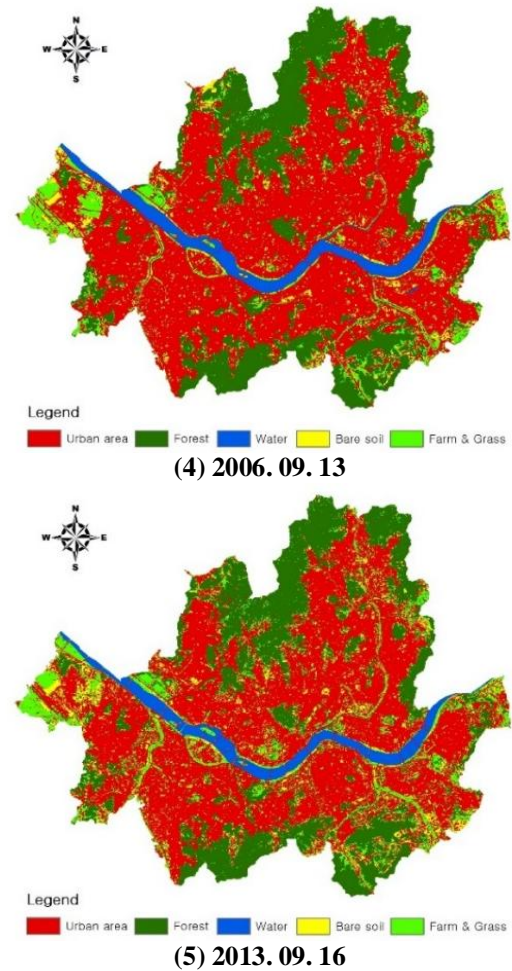 N
W E
S
Legend
Urban area Forest Water Bare soil Farm & Grass
(4) 2006. 09. 13
N
W E
S
Legend
Urban area Forest Water Bare soil Farm & Grass
(5) 2013. 09. 16